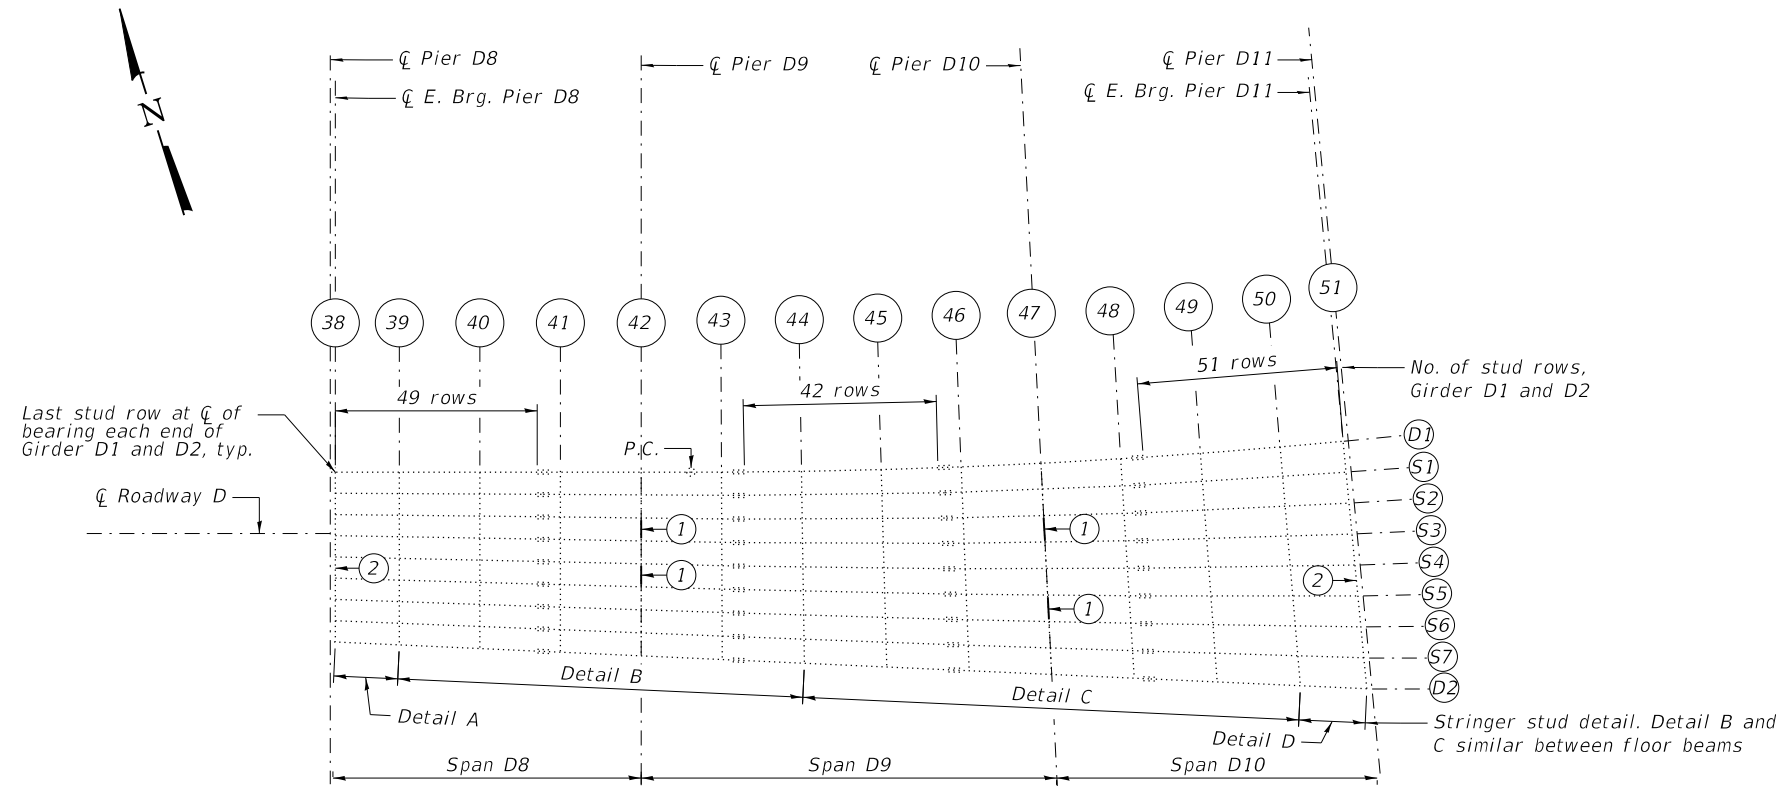 ℄ Pier D8
℄ Pier D9
℄ Pier D10
℄ Pier D11
℄ E. Brg. Pier D8
℄ E. Brg. Pier D11
N
38
39
40
41
42
43
44
45
46
47
48
49
50
51
49 rows
42 rows
51 rows
No. of stud rows,
Girder D1 and D2
Last stud row at ℄ of
bearing each end of
Girder D1 and D2, typ.
P.C.
℄ Roadway D
D1
S1
S2
S3
S4
S5
S6
S7
D2
1
1
1
1
2
2
Detail A
Detail B
Detail C
Detail D
Stringer stud detail. Detail B and
C similar between floor beams
Span D8
Span D9
Span D10